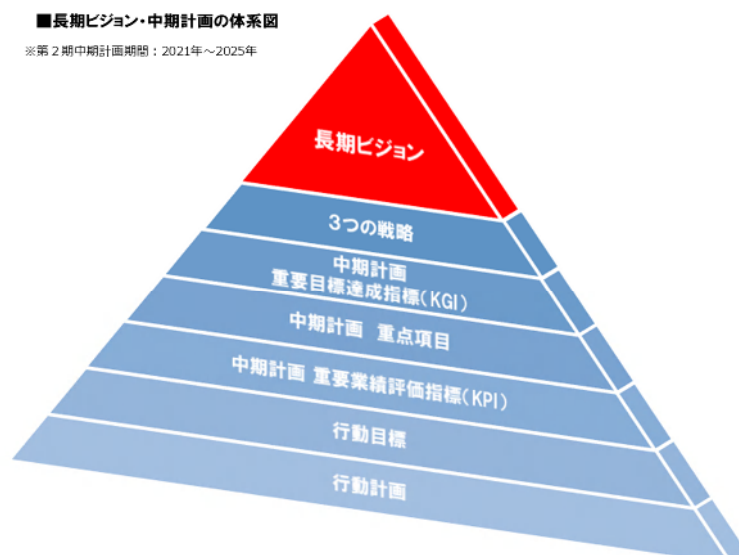 ■長期ビジョン・中期計画の体系図
※第２期中期計画期間：2021年～2025年
長期ビジョン
３つの戦略
中期計画
重要目標達成指標（KGI）
中期計画　重点項目
中期計画 重要業績評価指標（KPI）
行動目標
行動計画